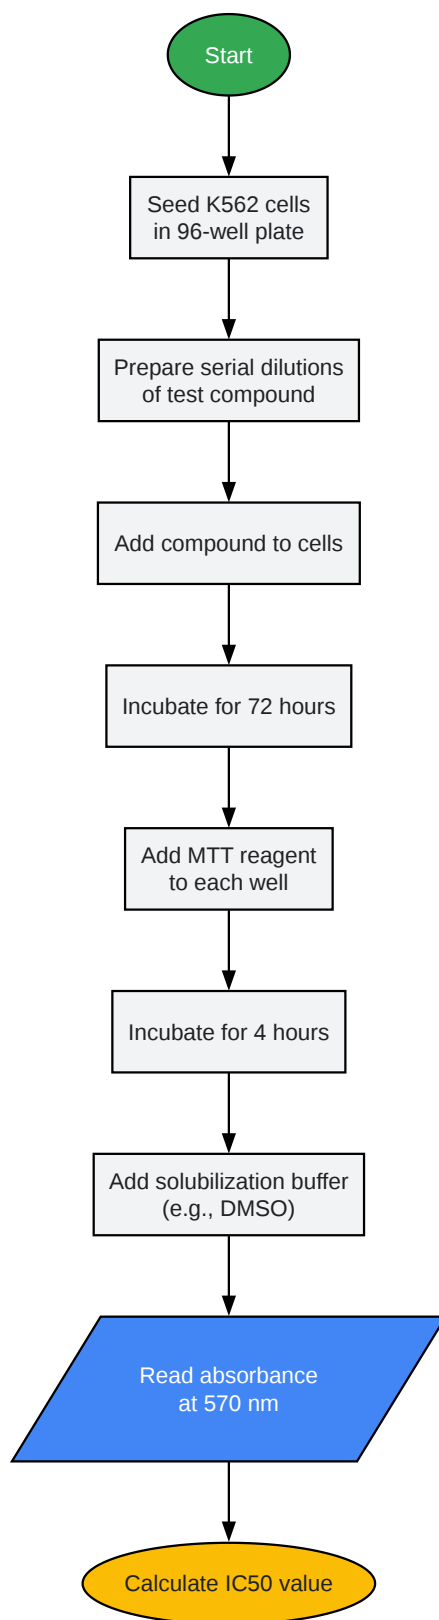 Start
Seed K562 cells
in 96-well plate
Prepare serial dilutions
of test compound
Add compound to cells
Incubate for 72 hours
Add MTT reagent
to each well
Incubate for 4 hours
Add solubilization buffer
(e.g., DMSO)
Read absorbance
at 570 nm
Calculate IC50 value